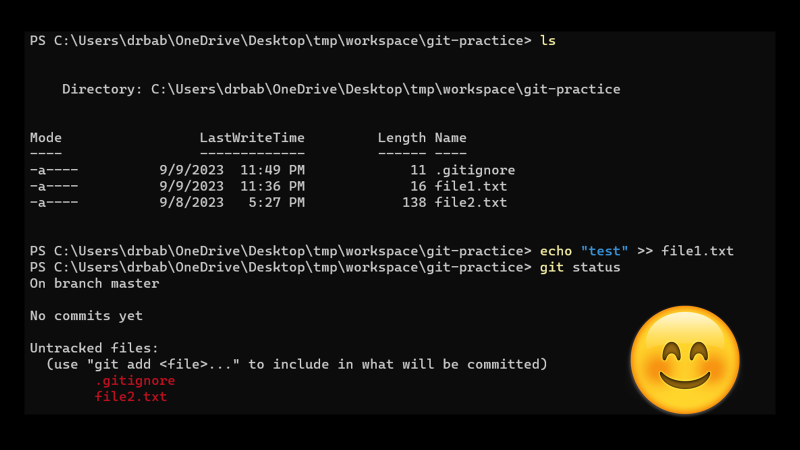 PS C:\Users\drbab\OneDrive\Desktop\tmp\workspace\git-practice> ls
Directory: C:\Users\drbab\OneDrive\Desktop\tmp\workspace\git-practice
Mode                 LastWriteTime         Length Name
----                 -------------         ------ ----
-a----            9/9/2023  11:49 PM             11 .gitignore
-a----            9/9/2023  11:36 PM             16 file1.txt
-a----            9/8/2023   5:27 PM            138 file2.txt
PS C:\Users\drbab\OneDrive\Desktop\tmp\workspace\git-practice> echo "test" >> file1.txt
PS C:\Users\drbab\OneDrive\Desktop\tmp\workspace\git-practice> git status
On branch master
No commits yet
Untracked files:
  (use "git add <file>..." to include in what will be committed)
        .gitignore
        file2.txt